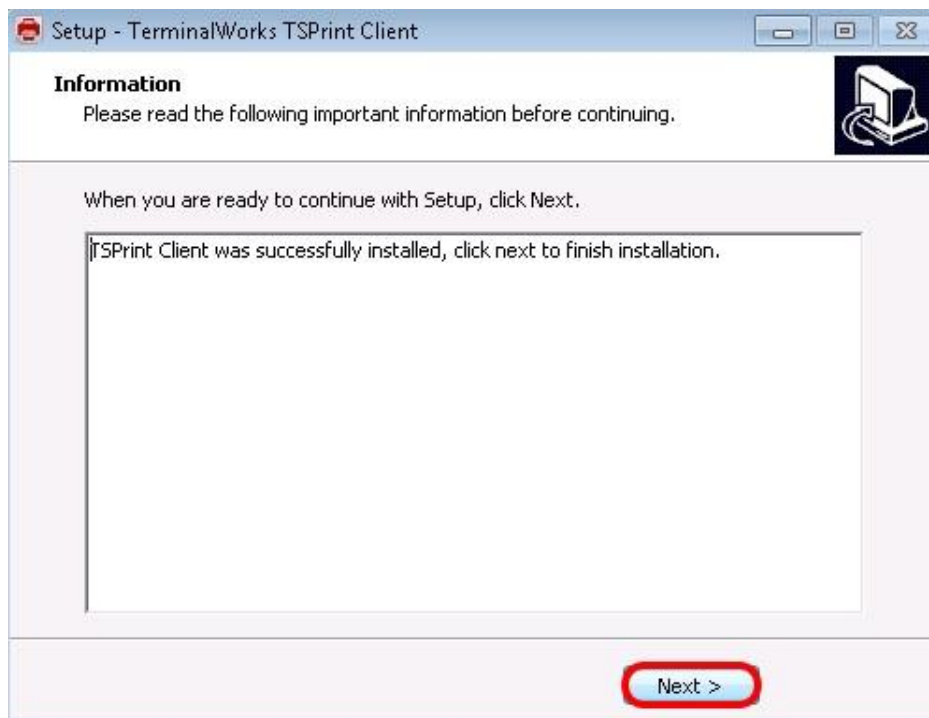 Setup - TerminalWorks TSPrint Client
Information
Please read the following important information before continuing.
When you are ready to continue with Setup, click Next.
TSPrint Client was successfully installed, click next to finish installation.
Next >